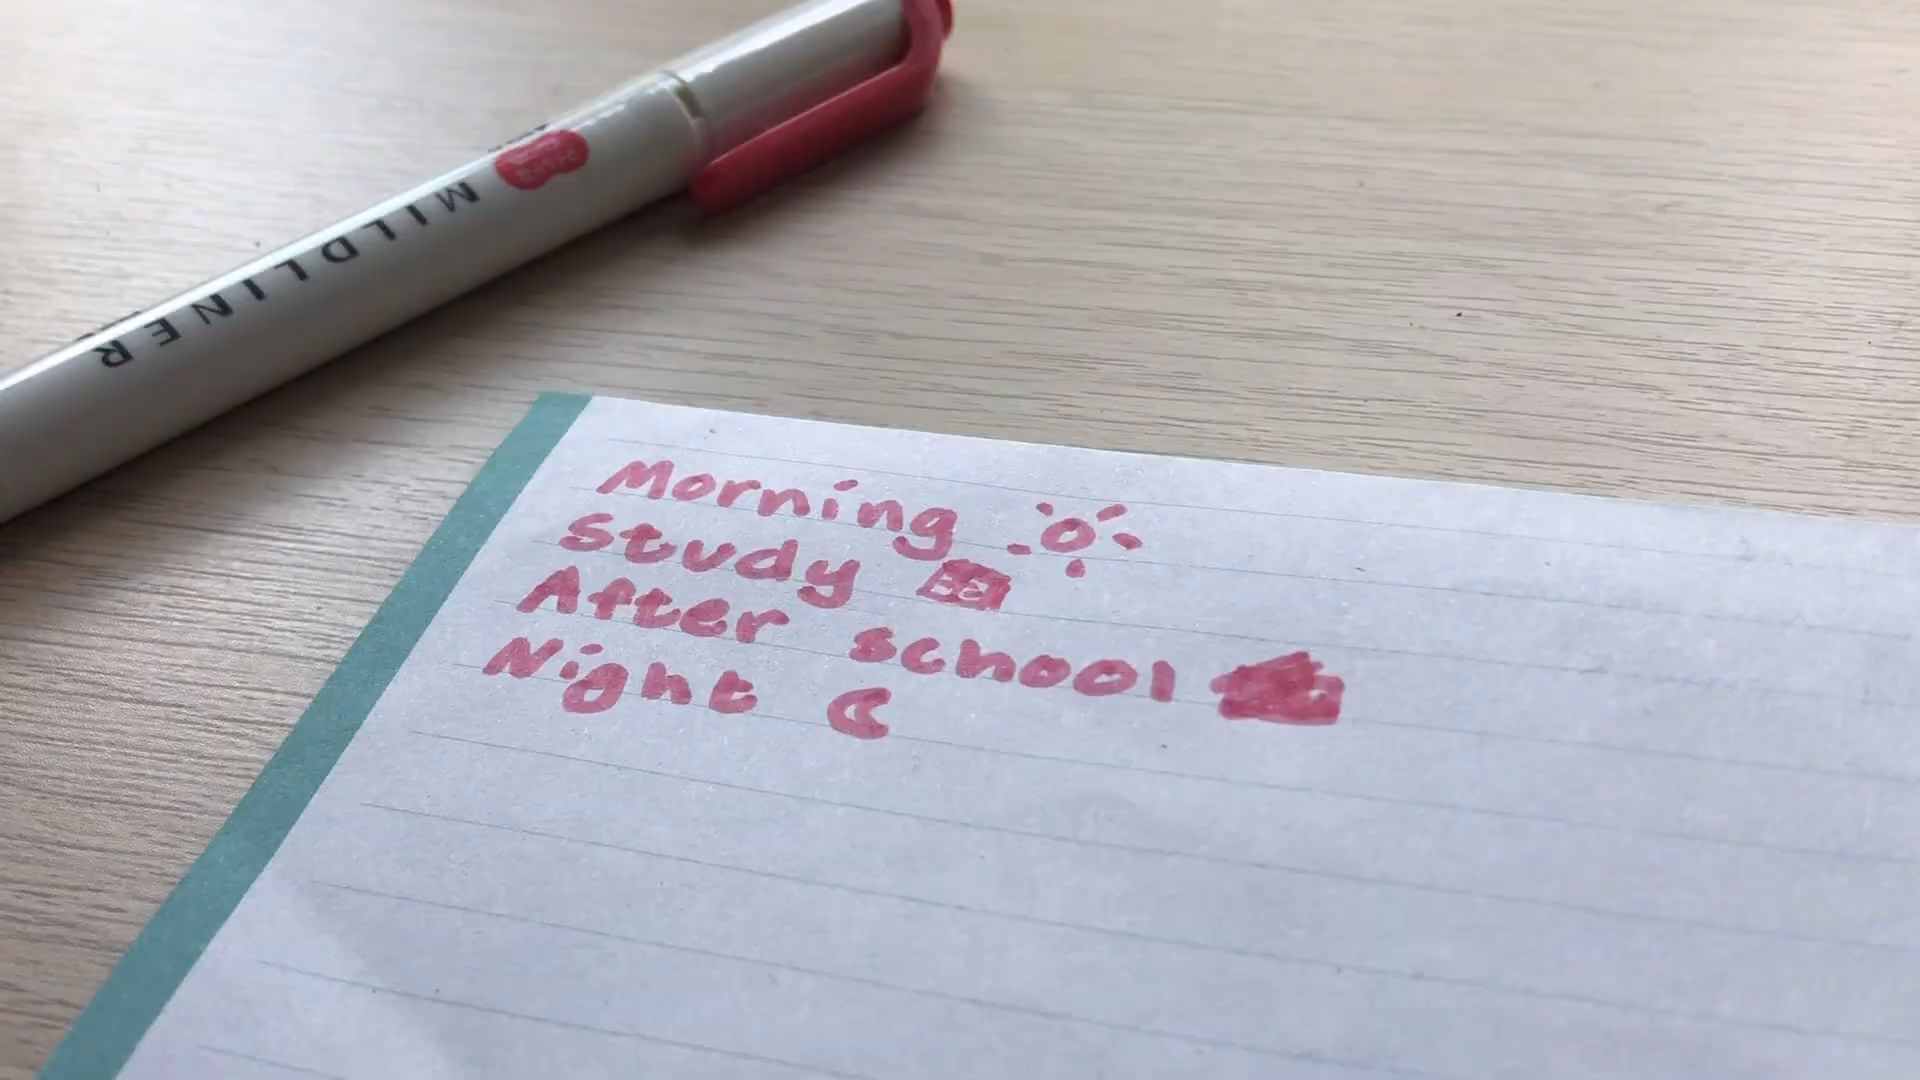 MILDLINER
Morning
Study
After school
Night